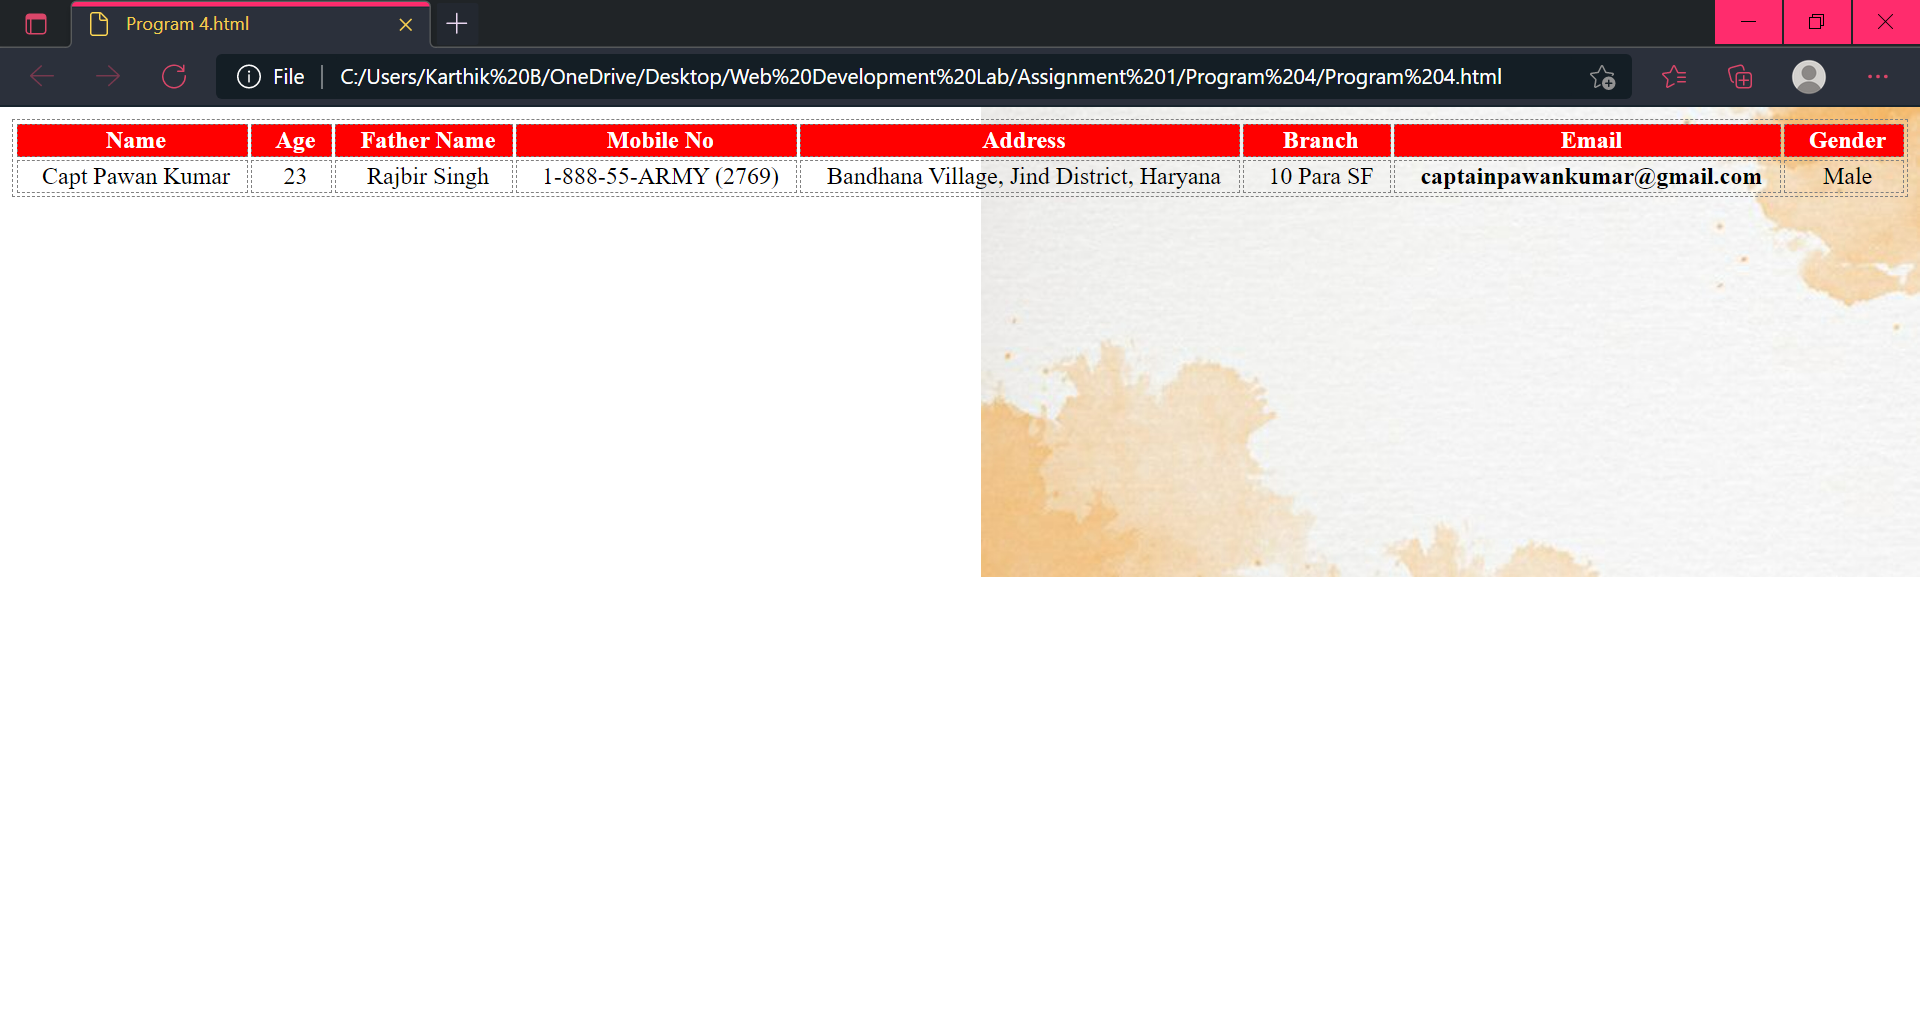 Program 4.html
File C:/Users/Karthik%20B/OneDrive/Desktop/Web%20Development%20Lab/Assignment%201/Program%204/Program%204.html
Name Age Father Name Mobile No Address Branch Email Gender
Capt Pawan Kumar 23 Rajbir Singh 1-888-55-ARMY (2769) Bandhana Village, Jind District, Haryana 10 Para SF captainpawankumar@gmail.com Male